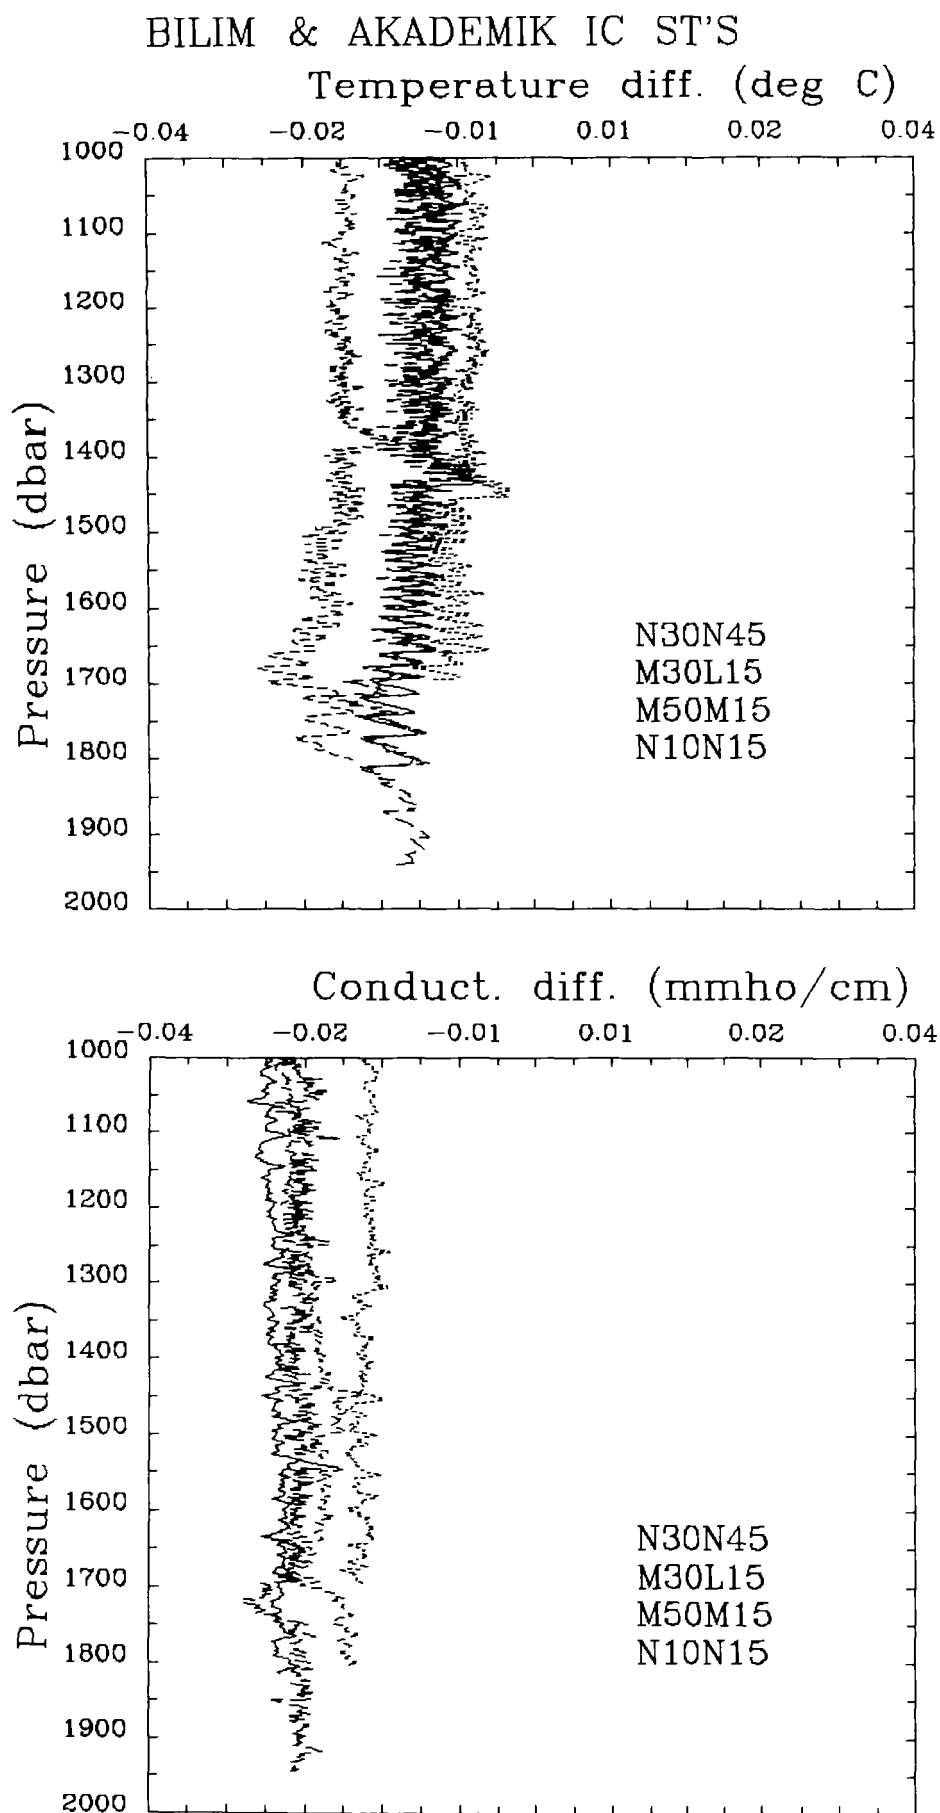 BILIM & AKADEMIK IC ST'S
Temperature diff. (deg C)
-0.04 -0.02 -0.01 0.01 0.02 0.04
1000
1100
1200
1300
1400
1500
1600
1700
1800
1900
2000
Pressure (dbar)
N30N45
M30L15
M50M15
N10N15
Conduct. diff. (mmho/cm)
-0.04 -0.02 -0.01 0.01 0.02 0.04
1000
1100
1200
1300
1400
1500
1600
1700
1800
1900
2000
Pressure (dbar)
N30N45
M30L15
M50M15
N10N15